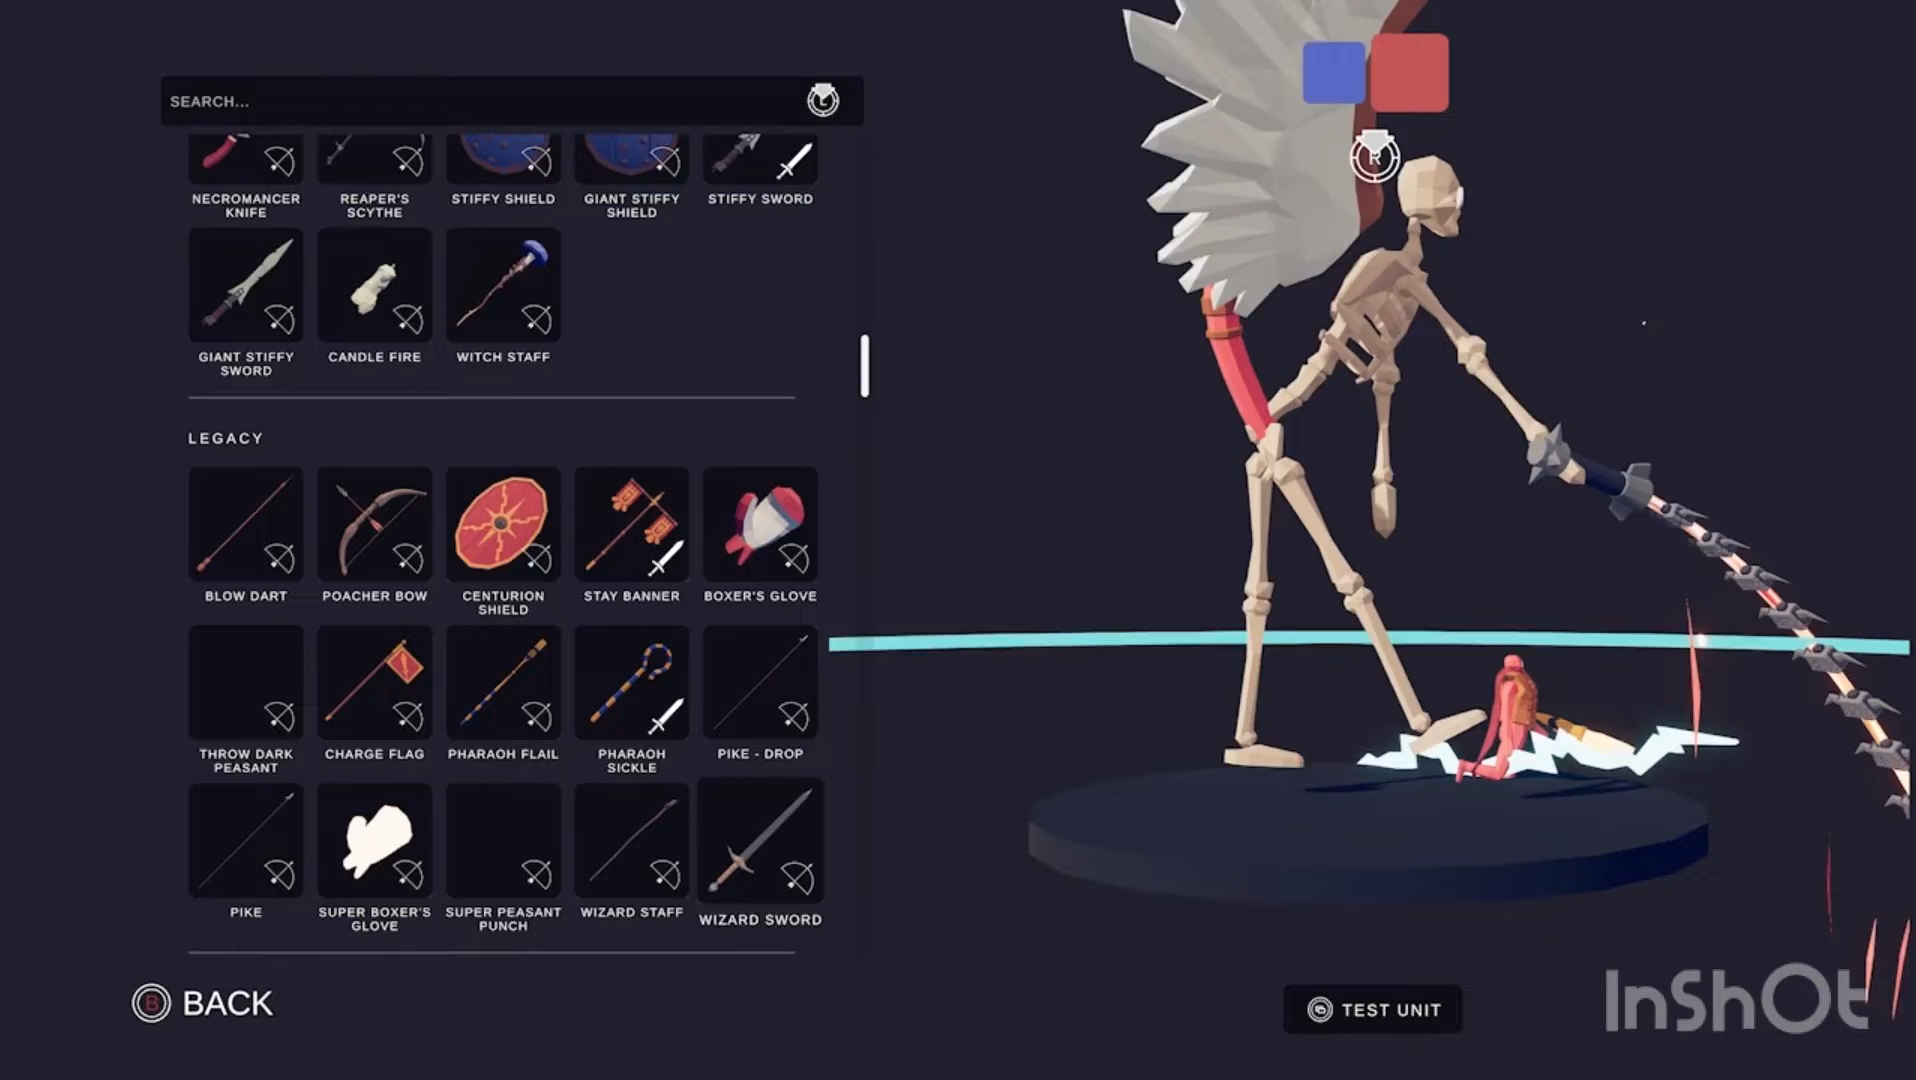 SEARCH...
L
R
NECROMANCER
KNIFE
REAPER'S
SCYTHE
STIFFY SHIELD
GIANT STIFFY
SHIELD
STIFFY SWORD
GIANT STIFFY
SWORD
CANDLE FIRE
WITCH STAFF
LEGACY
BLOW DART
POACHER BOW
CENTURION
SHIELD
STAY BANNER
BOXER'S GLOVE
THROW DARK
PEASANT
CHARGE FLAG
PHARAOH FLAIL
PHARAOH
SICKLE
PIKE - DROP
PIKE
SUPER BOXER'S
GLOVE
SUPER PEASANT
PUNCH
WIZARD STAFF
WIZARD SWORD
B BACK
TEST UNIT
InShOt